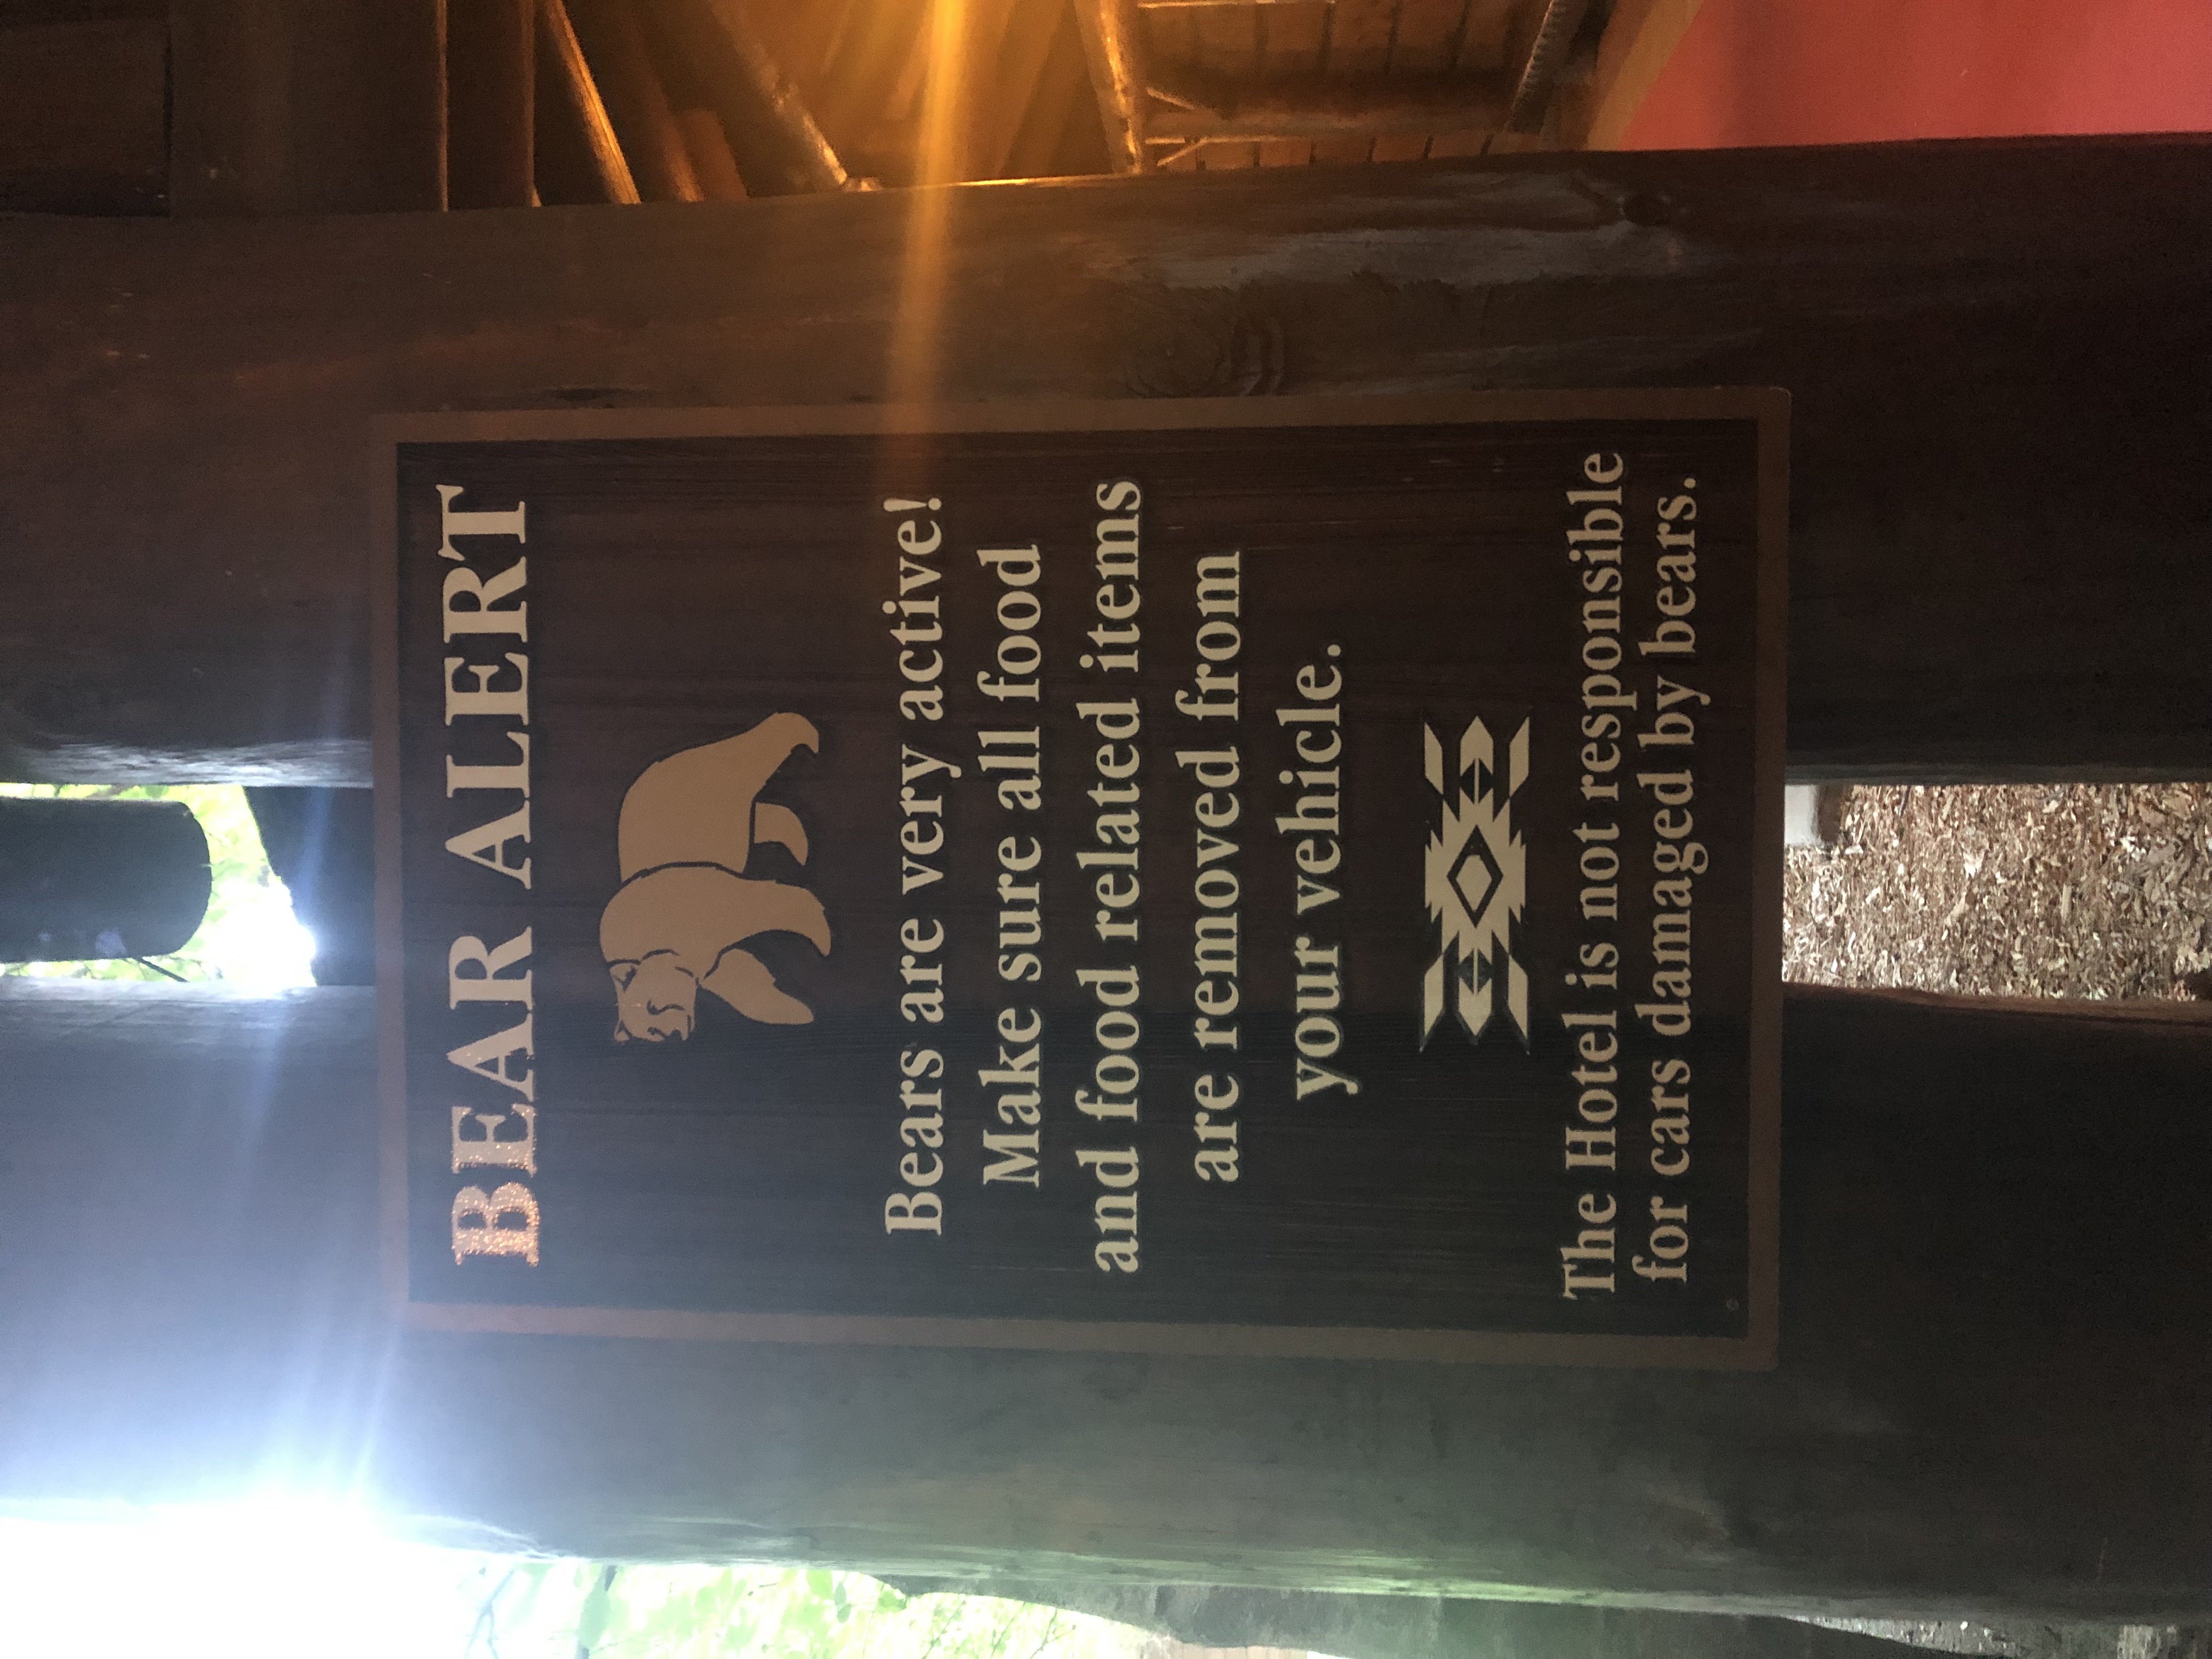 BEAR ALERT
Bears are very active!
Make sure all food
and food related items
are removed from
your vehicle.
The Hotel is not responsible
for cars damaged by bears.